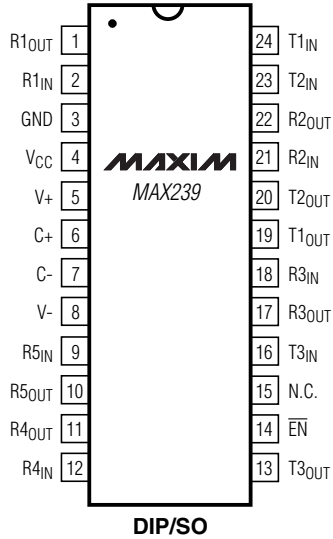 R1OUT 1 24 T1IN
R1IN 2 23 T2IN
GND 3 22 R2OUT
VCC 4 MAXIM 21 R2IN
V+ 5 MAX239 20 T2OUT
C+ 6 19 T1OUT
C- 7 18 R3IN
V- 8 17 R3OUT
R5IN 9 16 T3IN
R5OUT 10 15 N.C.
R4OUT 11 14 E̅N̅
R4IN 12 13 T3OUT
DIP/SO